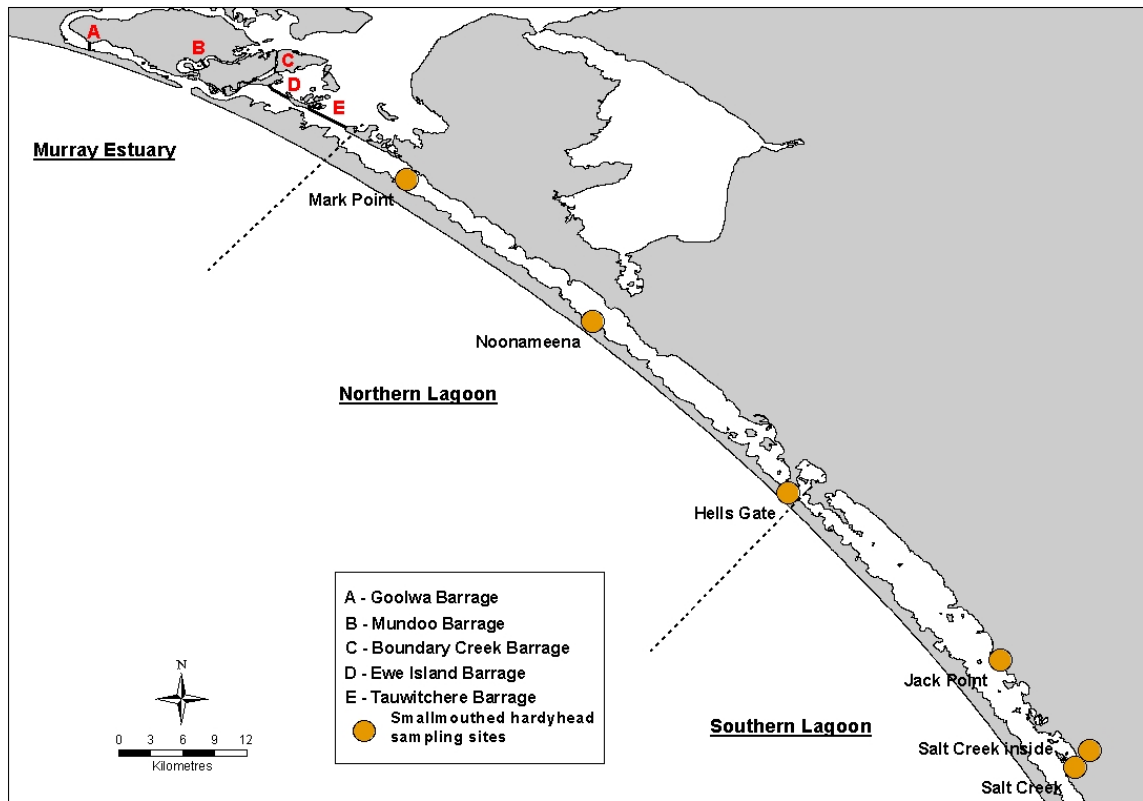 A
B
C
D
E
Murray Estuary
Mark Point
Noonameena
Northern Lagoon
Hells Gate
A - Goolwa Barrage
B - Mundoo Barrage
C - Boundary Creek Barrage
D - Ewe Island Barrage
E - Tauwitchere Barrage
Smallmouthed hardyhead
sampling sites
N
0 3 6 9 12
Kilometres
Jack Point
Southern Lagoon
Salt Creek inside
Salt Creek